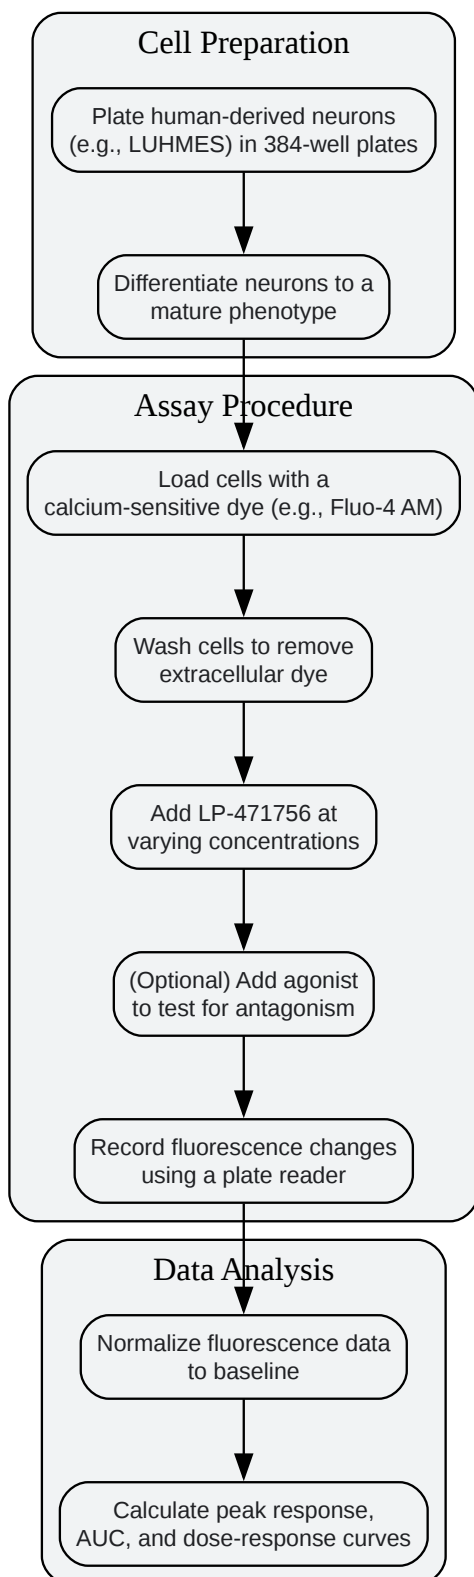 Cell Preparation
Plate human-derived neurons
(e.g., LUHMES) in 384-well plates
Differentiate neurons to a
mature phenotype
Assay Procedure
Load cells with a
calcium-sensitive dye (e.g., Fluo-4 AM)
Wash cells to remove
extracellular dye
Add LP-471756 at
varying concentrations
(Optional) Add agonist
to test for antagonism
Record fluorescence changes
using a plate reader
Data Analysis
Normalize fluorescence data
to baseline
Calculate peak response,
AUC, and dose-response curves